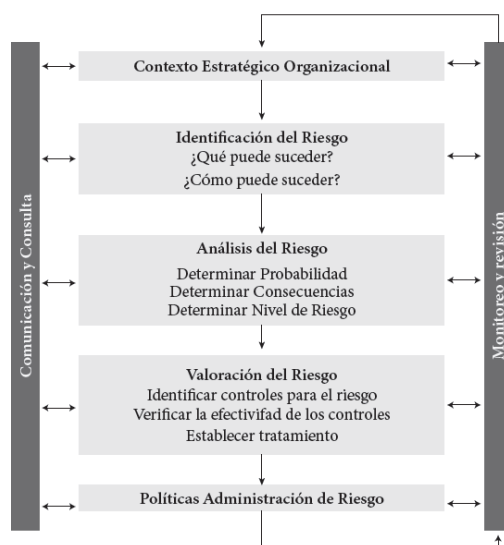 Contexto Estratégico Organizacional
Identificación del Riesgo
¿Qué puede suceder?
¿Cómo puede suceder?
Análisis del Riesgo
Determinar Probabilidad
Determinar Consecuencias
Determinar Nivel de Riesgo
Valoración del Riesgo
Identificar controles para el riesgo
Verificar la efectivifad de los controles
Establecer tratamiento
Políticas Administración de Riesgo
Comunicación y Consulta
Monitoreo y revisión